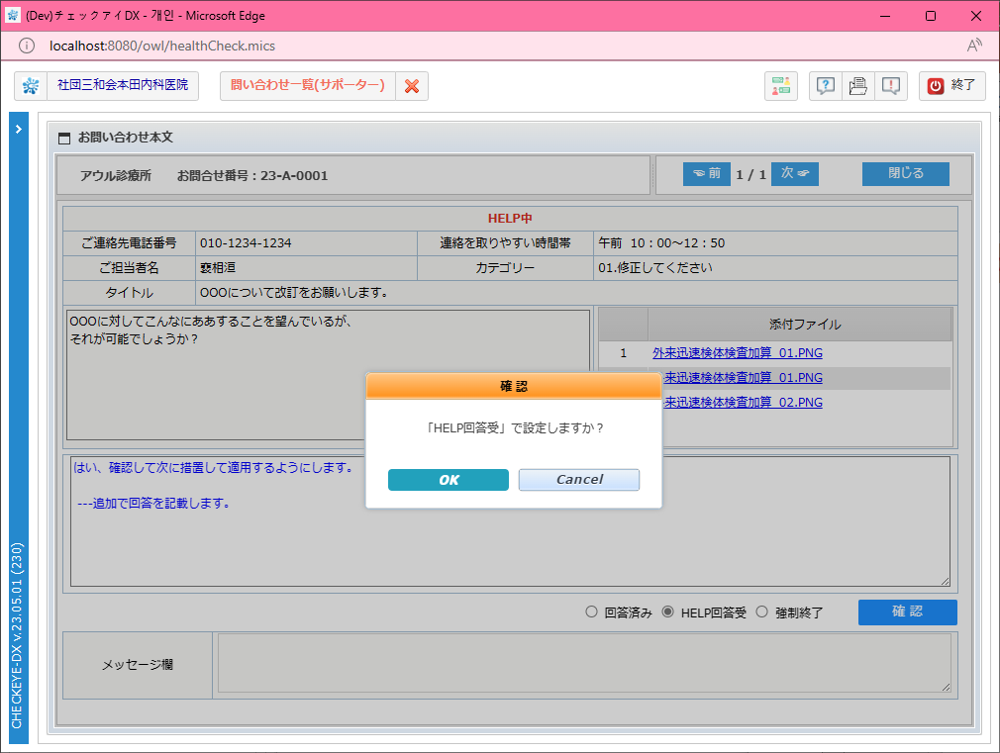 (Dev)チェックアイDX - 개인 - Microsoft Edge
localhost:8080/owl/healthCheck.mics
社団三和会本田内科医院
問い合わせ一覧(サポーター)
終了
お問い合わせ本文
アウル診療所 お問合せ番号：23-A-0001
前 1 / 1 次 閉じる
HELP中
ご連絡先電話番号 010-1234-1234 連絡を取りやすい時間帯 午前 10：00～12：50
ご担当者名 裵相洹 カテゴリー 01.修正してください
タイトル OOOについて改訂をお願いします。
OOOに対してこんなにああすることを望んでいるが、
それが可能でしょうか？
添付ファイル
1 外来迅速検体検査加算_01.PNG
来迅速検体検査加算_01.PNG
来迅速検体検査加算_02.PNG
確 認
「HELP回答受」で設定しますか？
OK Cancel
はい、確認して次に措置して適用するようにします。
---追加で回答を記載します。
回答済み HELP回答受 強制終了 確 認
メッセージ欄
CHECKEYE-DX v.23.05.01 (230)